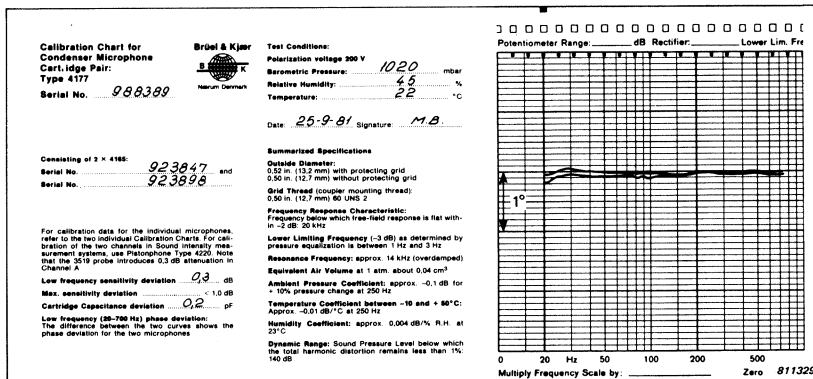 Calibration Chart for
Condenser Microphone
Cart.idge Pair:
Type 4177
Serial No. 988389
Brüel & Kjær
B K
Nærum Denmark
Consisting of 2 × 4165:
Serial No. 923847 and
Serial No. 923898
For calibration data for the individual microphones,
refer to the two individual Calibration Charts. For cali-
bration of the two channels in Sound Intensity mea-
surement systems, use Pistonphone Type 4220. Note
that the 3519 probe introduces 0,3 dB attenuation in
Channel A
Low frequency sensitivity deviation 0,3 dB
Max. sensitivity deviation < 1,0 dB
Cartridge Capacitance deviation 0,2 pF
Low frequency (20–700 Hz) phase deviation:
The difference between the two curves shows the
phase deviation for the two microphones
Test Conditions:
Polarization voltage 200 V
Barometric Pressure: 1020 mbar
Relative Humidity: 45 %
Temperature: 22 °C
Date: 25-9-81 Signature: M.B.
Summarized Specifications
Outside Diameter:
0,52 in. (13,2 mm) with protecting grid
0,50 in. (12,7 mm) without protecting grid
Grid Thread (coupler mounting thread):
0,50 in. (12,7 mm) 60 UNS 2
Frequency Response Characteristic:
Frequency below which free-field response is flat with-
in –2 dB: 20 kHz
Lower Limiting Frequency (–3 dB) as determined by
pressure equalization is between 1 Hz and 3 Hz
Resonance Frequency: approx. 14 kHz (overdamped)
Equivalent Air Volume at 1 atm. about 0,04 cm³
Ambient Pressure Coefficient: approx. –0,1 dB for
+ 10% pressure change at 250 Hz
Temperature Coefficient between –10 and + 50°C:
Approx. –0,01 dB/°C at 250 Hz
Humidity Coefficient: approx. 0,004 dB/% R.H. at
23°C
Dynamic Range: Sound Pressure Level below which
the total harmonic distortion remains less than 1%:
140 dB
Potentiometer Range: dB Rectifier: Lower Lim. Fre
1°
0 20 Hz 50 100 200 500
Multiply Frequency Scale by: Zero 811329